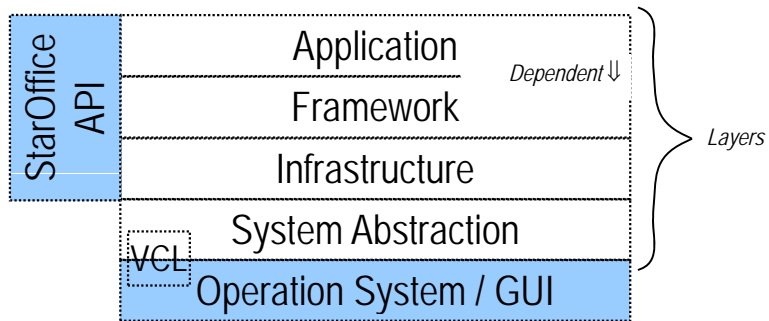 StarOffice
API
Application
Dependent ⇓
Framework
Layers
Infrastructure
System Abstraction
VCL
Operation System / GUI